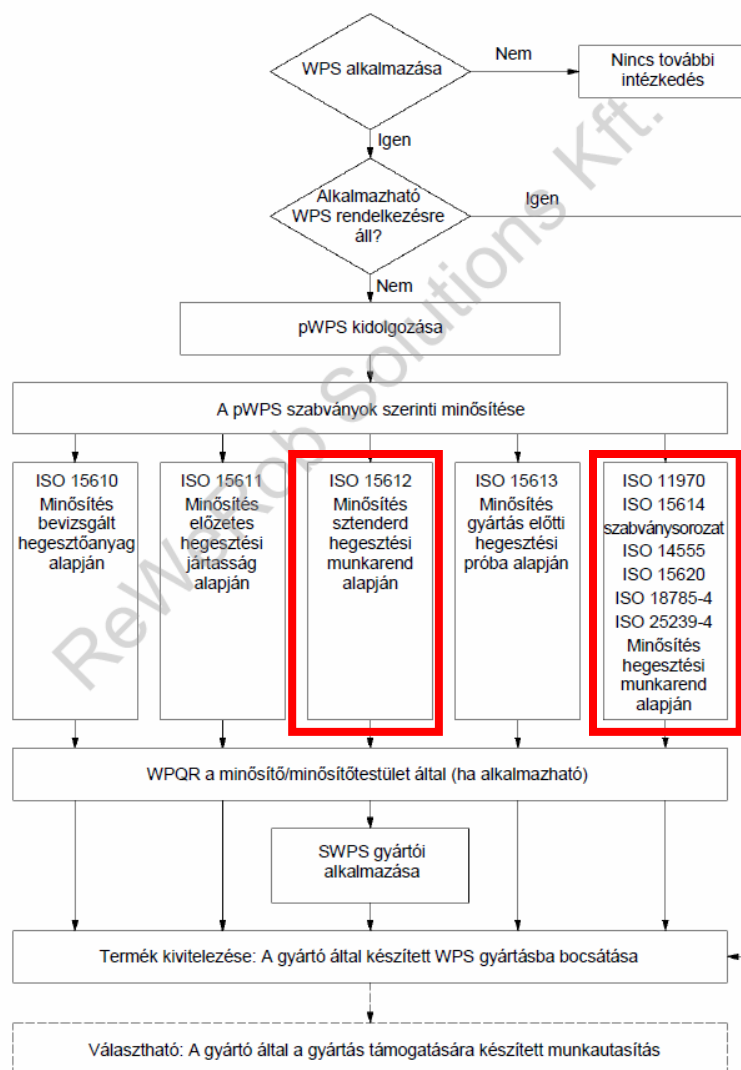 WPS alkalmazása
Nem
Nincs további
intézkedés
Igen
Alkalmazható
WPS rendelkezésre
áll?
Igen
Nem
pWPS kidolgozása
A pWPS szabványok szerinti minősítése
ISO 15610
Minősítés
bevizsgált
hegesztőanyag
alapján
ISO 15611
Minősítés
előzetes
hegesztési
jártasság
alapján
ISO 15612
Minősítés
sztenderd
hegesztési
munkarend
alapján
ISO 15613
Minősítés
gyártás előtti
hegesztési
próba alapján
ISO 11970
ISO 15614
szabványsorozat
ISO 14555
ISO 15620
ISO 18785-4
ISO 25239-4
Minősítés
hegesztési
munkarend
alapján
WPQR a minősítő/minősítőtestület által (ha alkalmazható)
SWPS gyártói
alkalmazása
Termék kivitelezése: A gyártó által készített WPS gyártásba bocsátása
Választható: A gyártó által a gyártás támogatására készített munkautasítás
ReWeRob Solutions Kft.